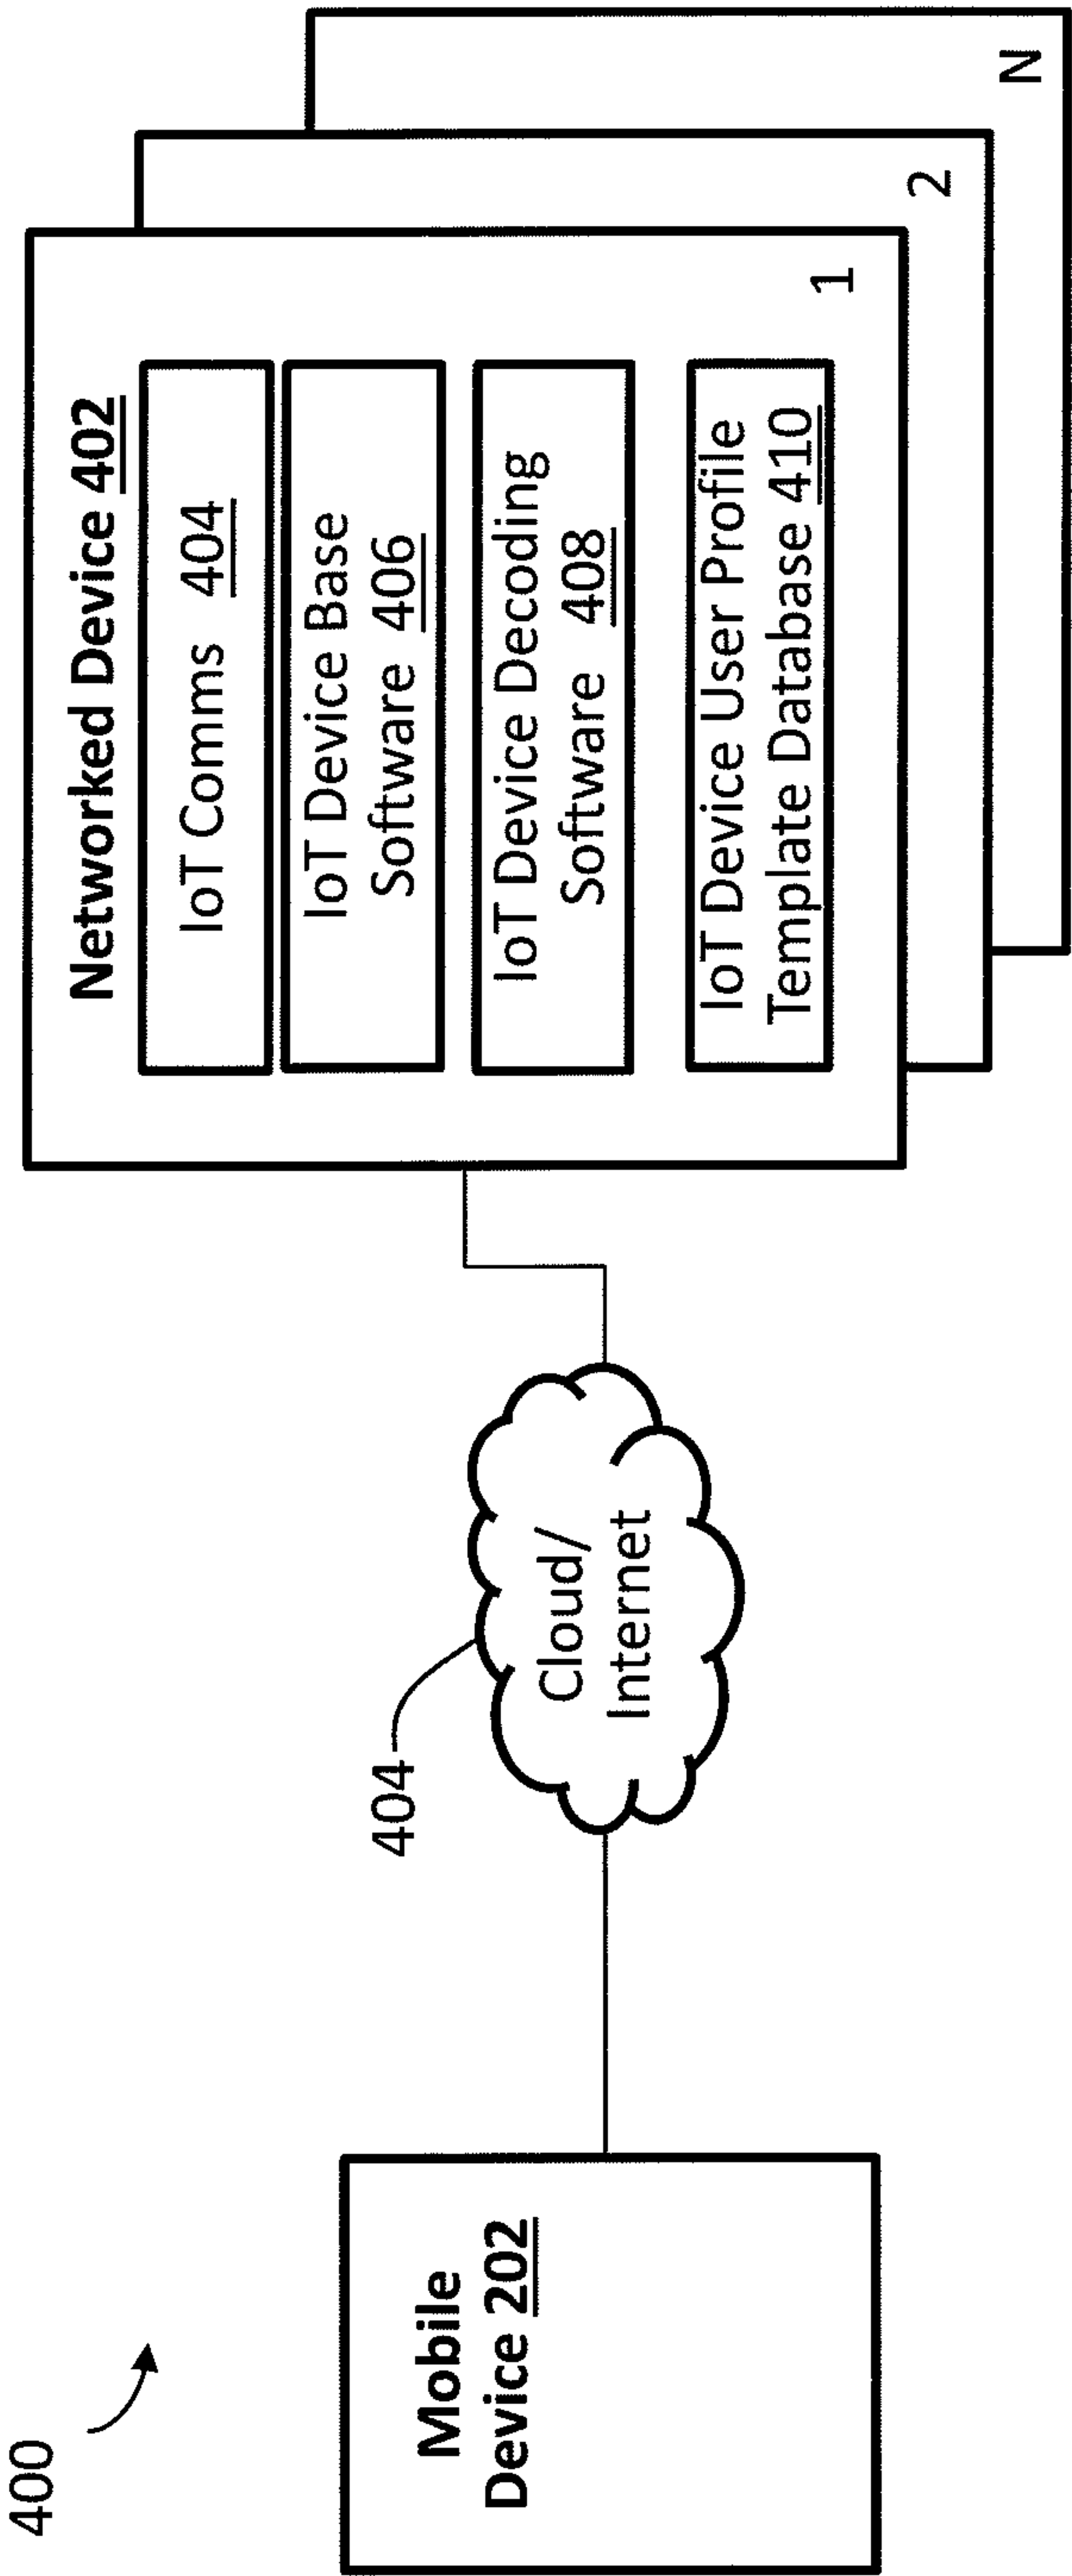 400
Mobile
Device 202
404
Cloud/
Internet
Networked Device 402
IoT Comms 404
IoT Device Base
Software 406
IoT Device Decoding
Software 408
IoT Device User Profile
Template Database 410
1
2
N